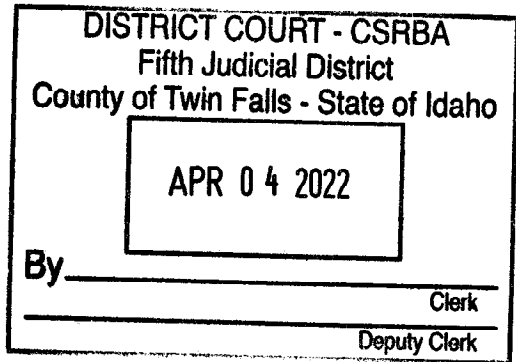 DISTRICT COURT - CSRBA
Fifth Judicial District
County of Twin Falls - State of Idaho
APR 04 2022
By
Clerk
Deputy Clerk